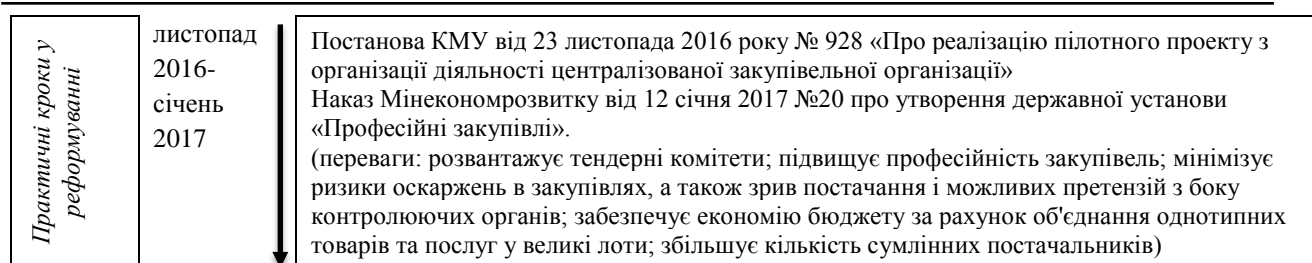 Практичні кроки у
реформуванні
листопад
2016-
січень
2017
Постанова КМУ від 23 листопада 2016 року № 928 «Про реалізацію пілотного проекту з
організації діяльності централізованої закупівельної організації»
Наказ Мінекономрозвитку від 12 січня 2017 №20 про утворення державної установи
«Професійні закупівлі».
(переваги: розвантажує тендерні комітети; підвищує професійність закупівель; мінімізує
ризики оскаржень в закупівлях, а також зрив постачання і можливих претензій з боку
контролюючих органів; забезпечує економію бюджету за рахунок об'єднання однотипних
товарів та послуг у великі лоти; збільшує кількість сумлінних постачальників)